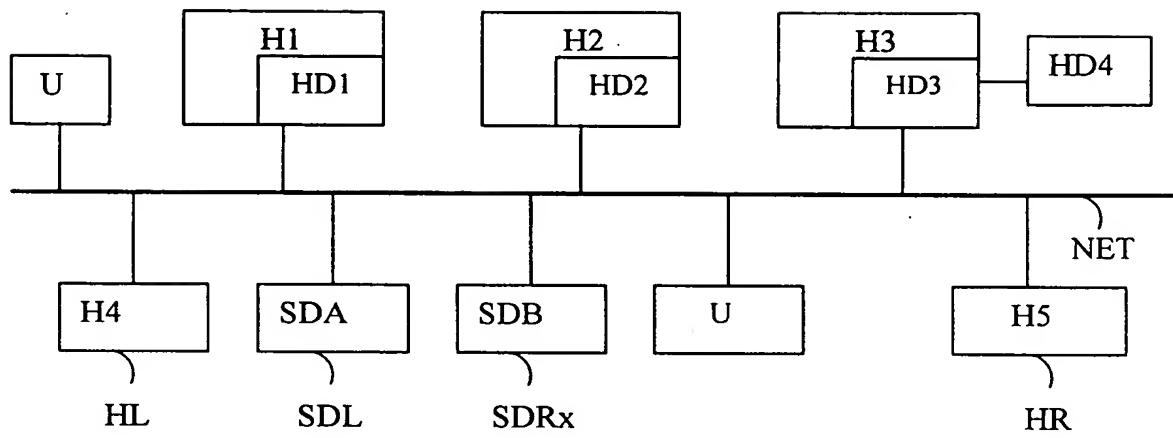 H1
H2
H3
U
HD1
HD2
HD3
HD4
NET
H4
SDA
SDB
U
H5
HL
SDL
SDRx
HR